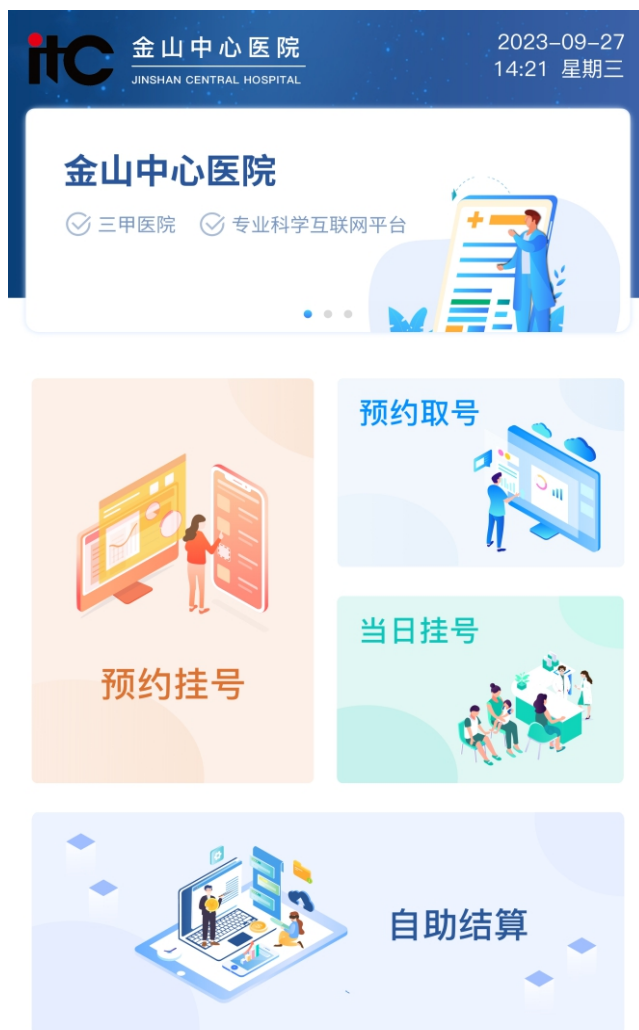 itc 金山中心医院
JINSHAN CENTRAL HOSPITAL
2023-09-27
14:21 星期三
金山中心医院
三甲医院 专业科学互联网平台
预约挂号
预约取号
当日挂号
自助结算